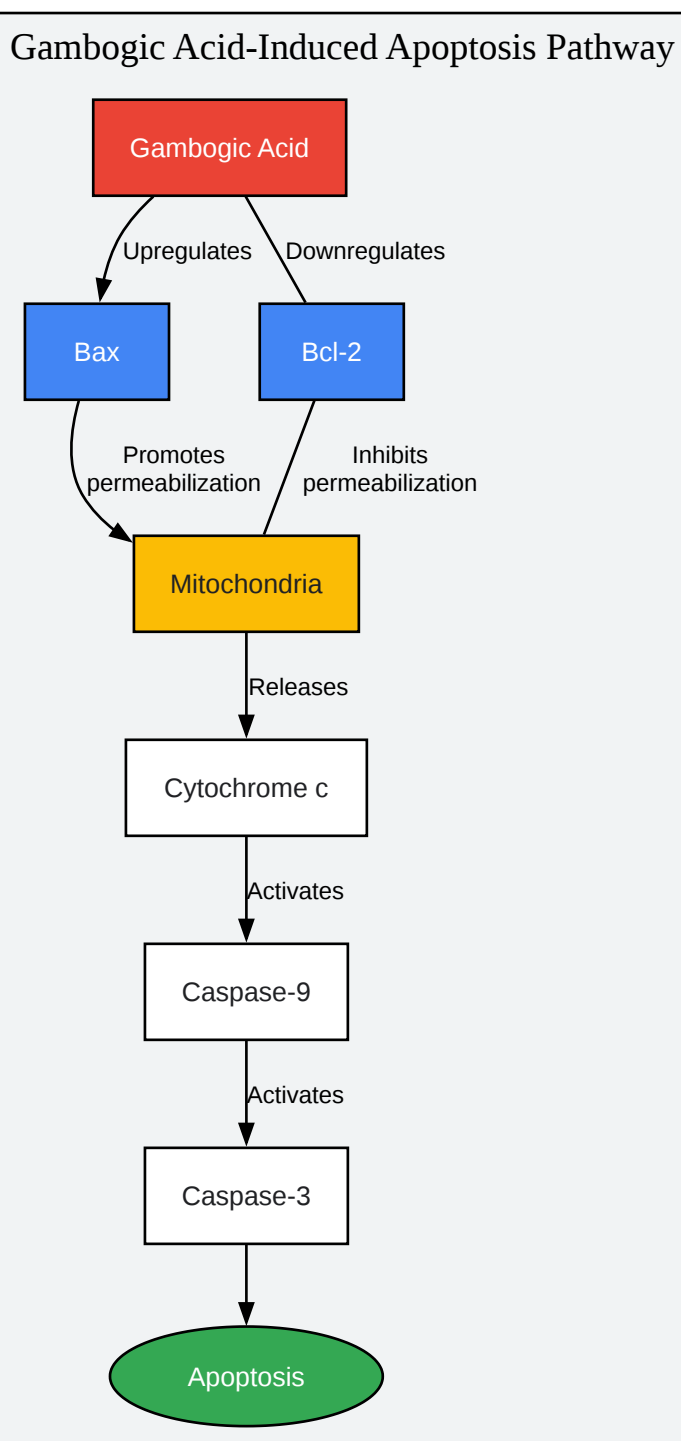 Gambogic Acid-Induced Apoptosis Pathway
Gambogic Acid
Upregulates
Downregulates
Bax
Bcl-2
Promotes
permeabilization
Inhibits
permeabilization
Mitochondria
Releases
Cytochrome c
Activates
Caspase-9
Activates
Caspase-3
Apoptosis